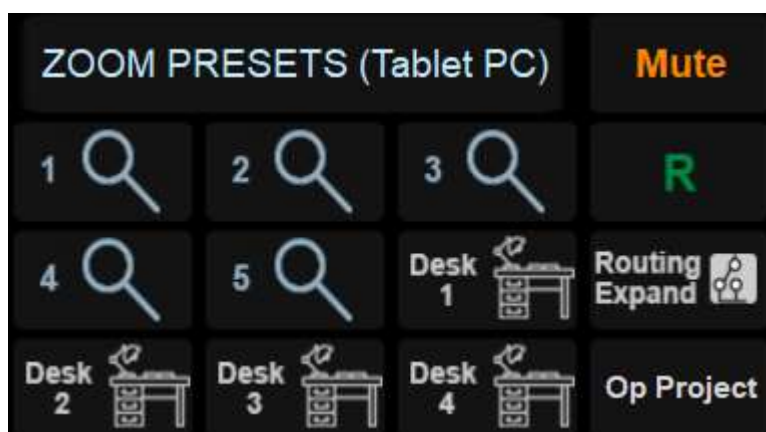 ZOOM PRESETS (Tablet PC)
Mute
1
2
3
R
4
5
Desk
1
Routing
Expand
Desk
2
Desk
3
Desk
4
Op Project